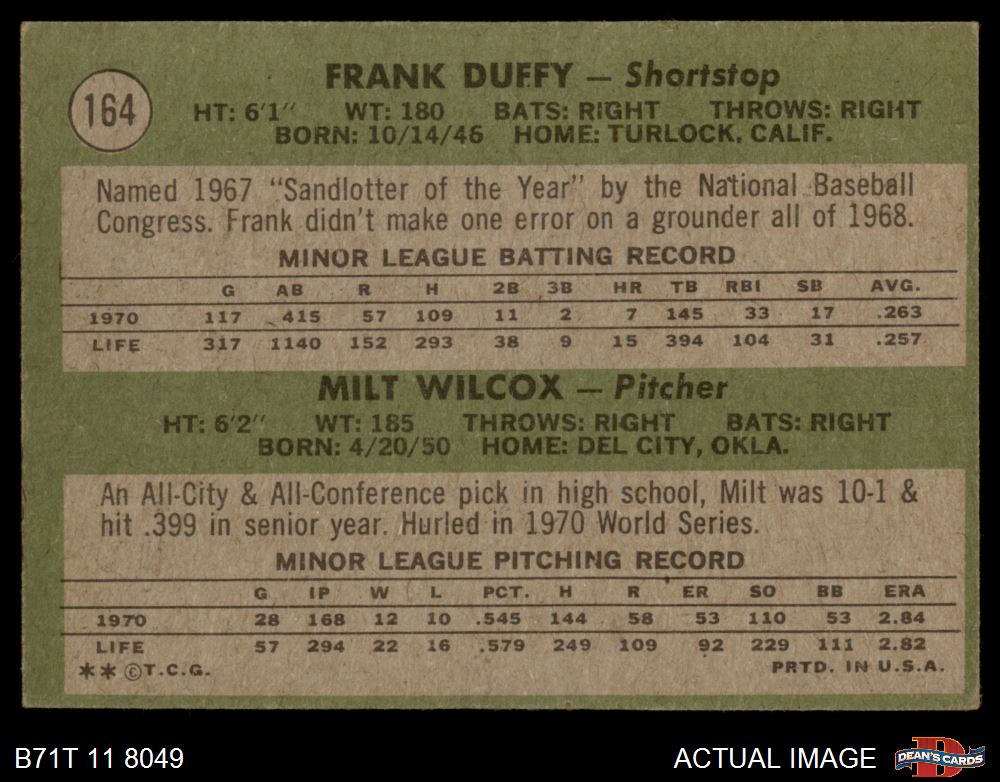 164
FRANK DUFFY — Shortstop
HT: 6'1" WT: 180 BATS: RIGHT THROWS: RIGHT
BORN: 10/14/46 HOME: TURLOCK, CALIF.
Named 1967 "Sandlotter of the Year" by the National Baseball
Congress. Frank didn't make one error on a grounder all of 1968.
MINOR LEAGUE BATTING RECORD
G AB R H 2B 3B HR TB RBI SB AVG.
1970 117 415 57 109 11 2 7 145 33 17 .263
LIFE 317 1140 152 293 38 9 15 394 104 31 .257
MILT WILCOX — Pitcher
HT: 6'2" WT: 185 THROWS: RIGHT BATS: RIGHT
BORN: 4/20/50 HOME: DEL CITY, OKLA.
An All-City & All-Conference pick in high school, Milt was 10-1 &
hit .399 in senior year. Hurled in 1970 World Series.
MINOR LEAGUE PITCHING RECORD
G IP W L PCT. H R ER SO BB ERA
1970 28 168 12 10 .545 144 58 53 110 53 2.84
LIFE 57 294 22 16 .579 249 109 92 229 111 2.82
** ©T.C.G. PRTD. IN U.S.A.
B71T 11 8049 ACTUAL IMAGE D DEAN'S CARDS